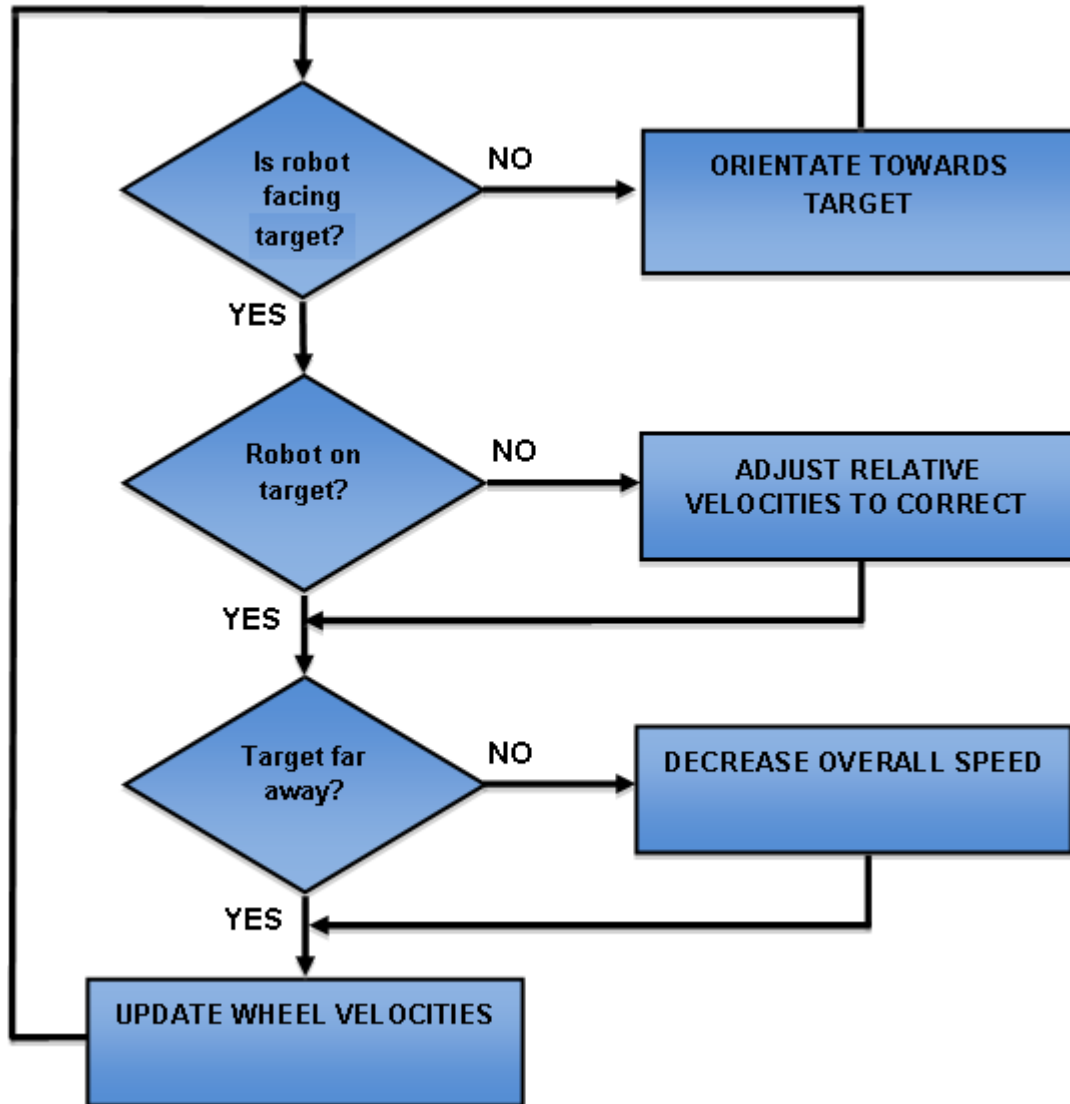 Is robot
facing
target?
NO
ORIENTATE TOWARDS
TARGET
YES
Robot on
target?
NO
ADJUST RELATIVE
VELOCITIES TO CORRECT
YES
Target far
away?
NO
DECREASE OVERALL SPEED
YES
UPDATE WHEEL VELOCITIES